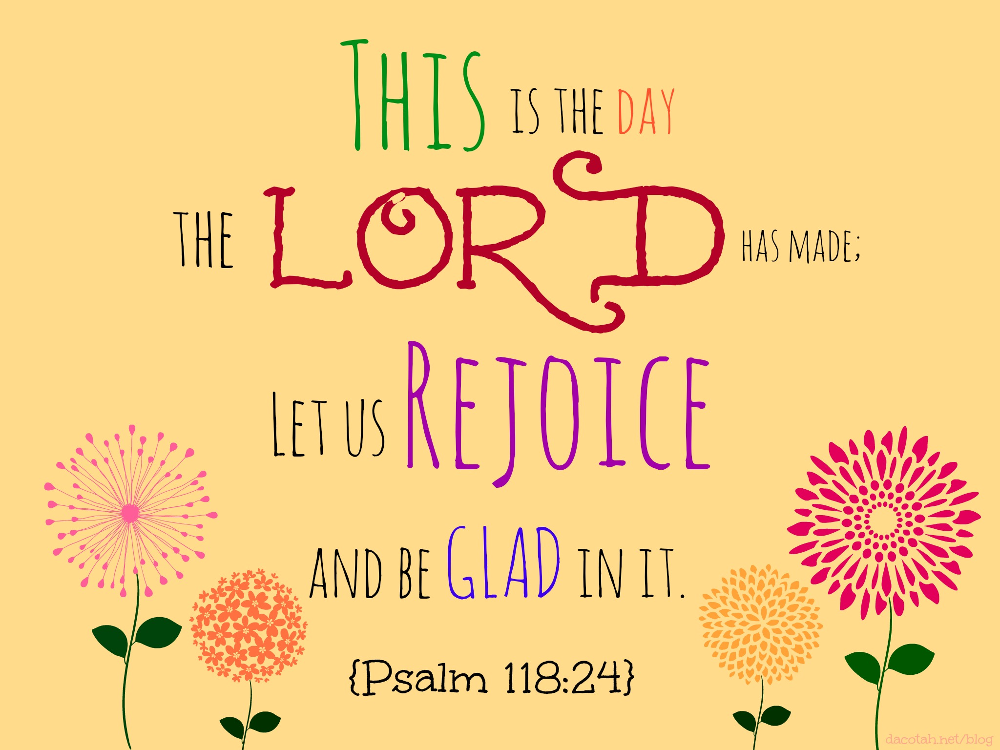 THIS IS THE DAY
THE LORD HAS MADE;
LET US REJOICE
AND BE GLAD IN IT.
{Psalm 118:24}
dacotah.net/blog